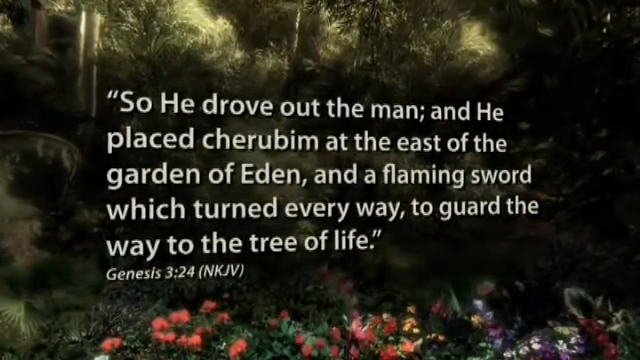 “So He drove out the man; and He
placed cherubim at the east of the
garden of Eden, and a flaming sword
which turned every way, to guard the
way to the tree of life.”
Genesis 3:24 (NKJV)